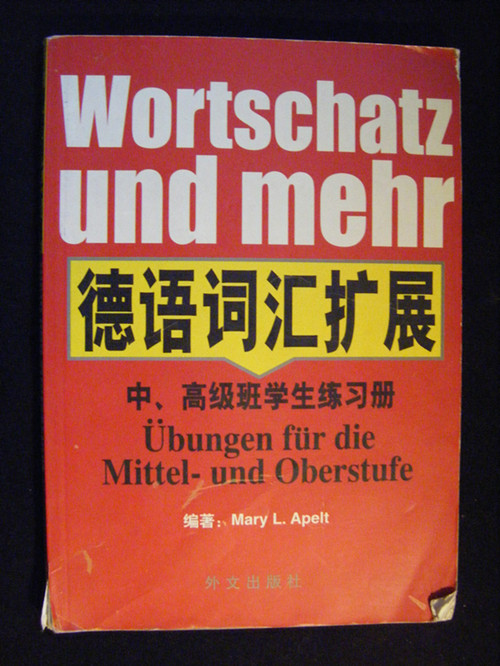 Wortschatz
und mehr
德语词汇扩展
中、高级班学生练习册
Übungen für die
Mittel- und Oberstufe
编著：Mary L. Apelt
外文出版社